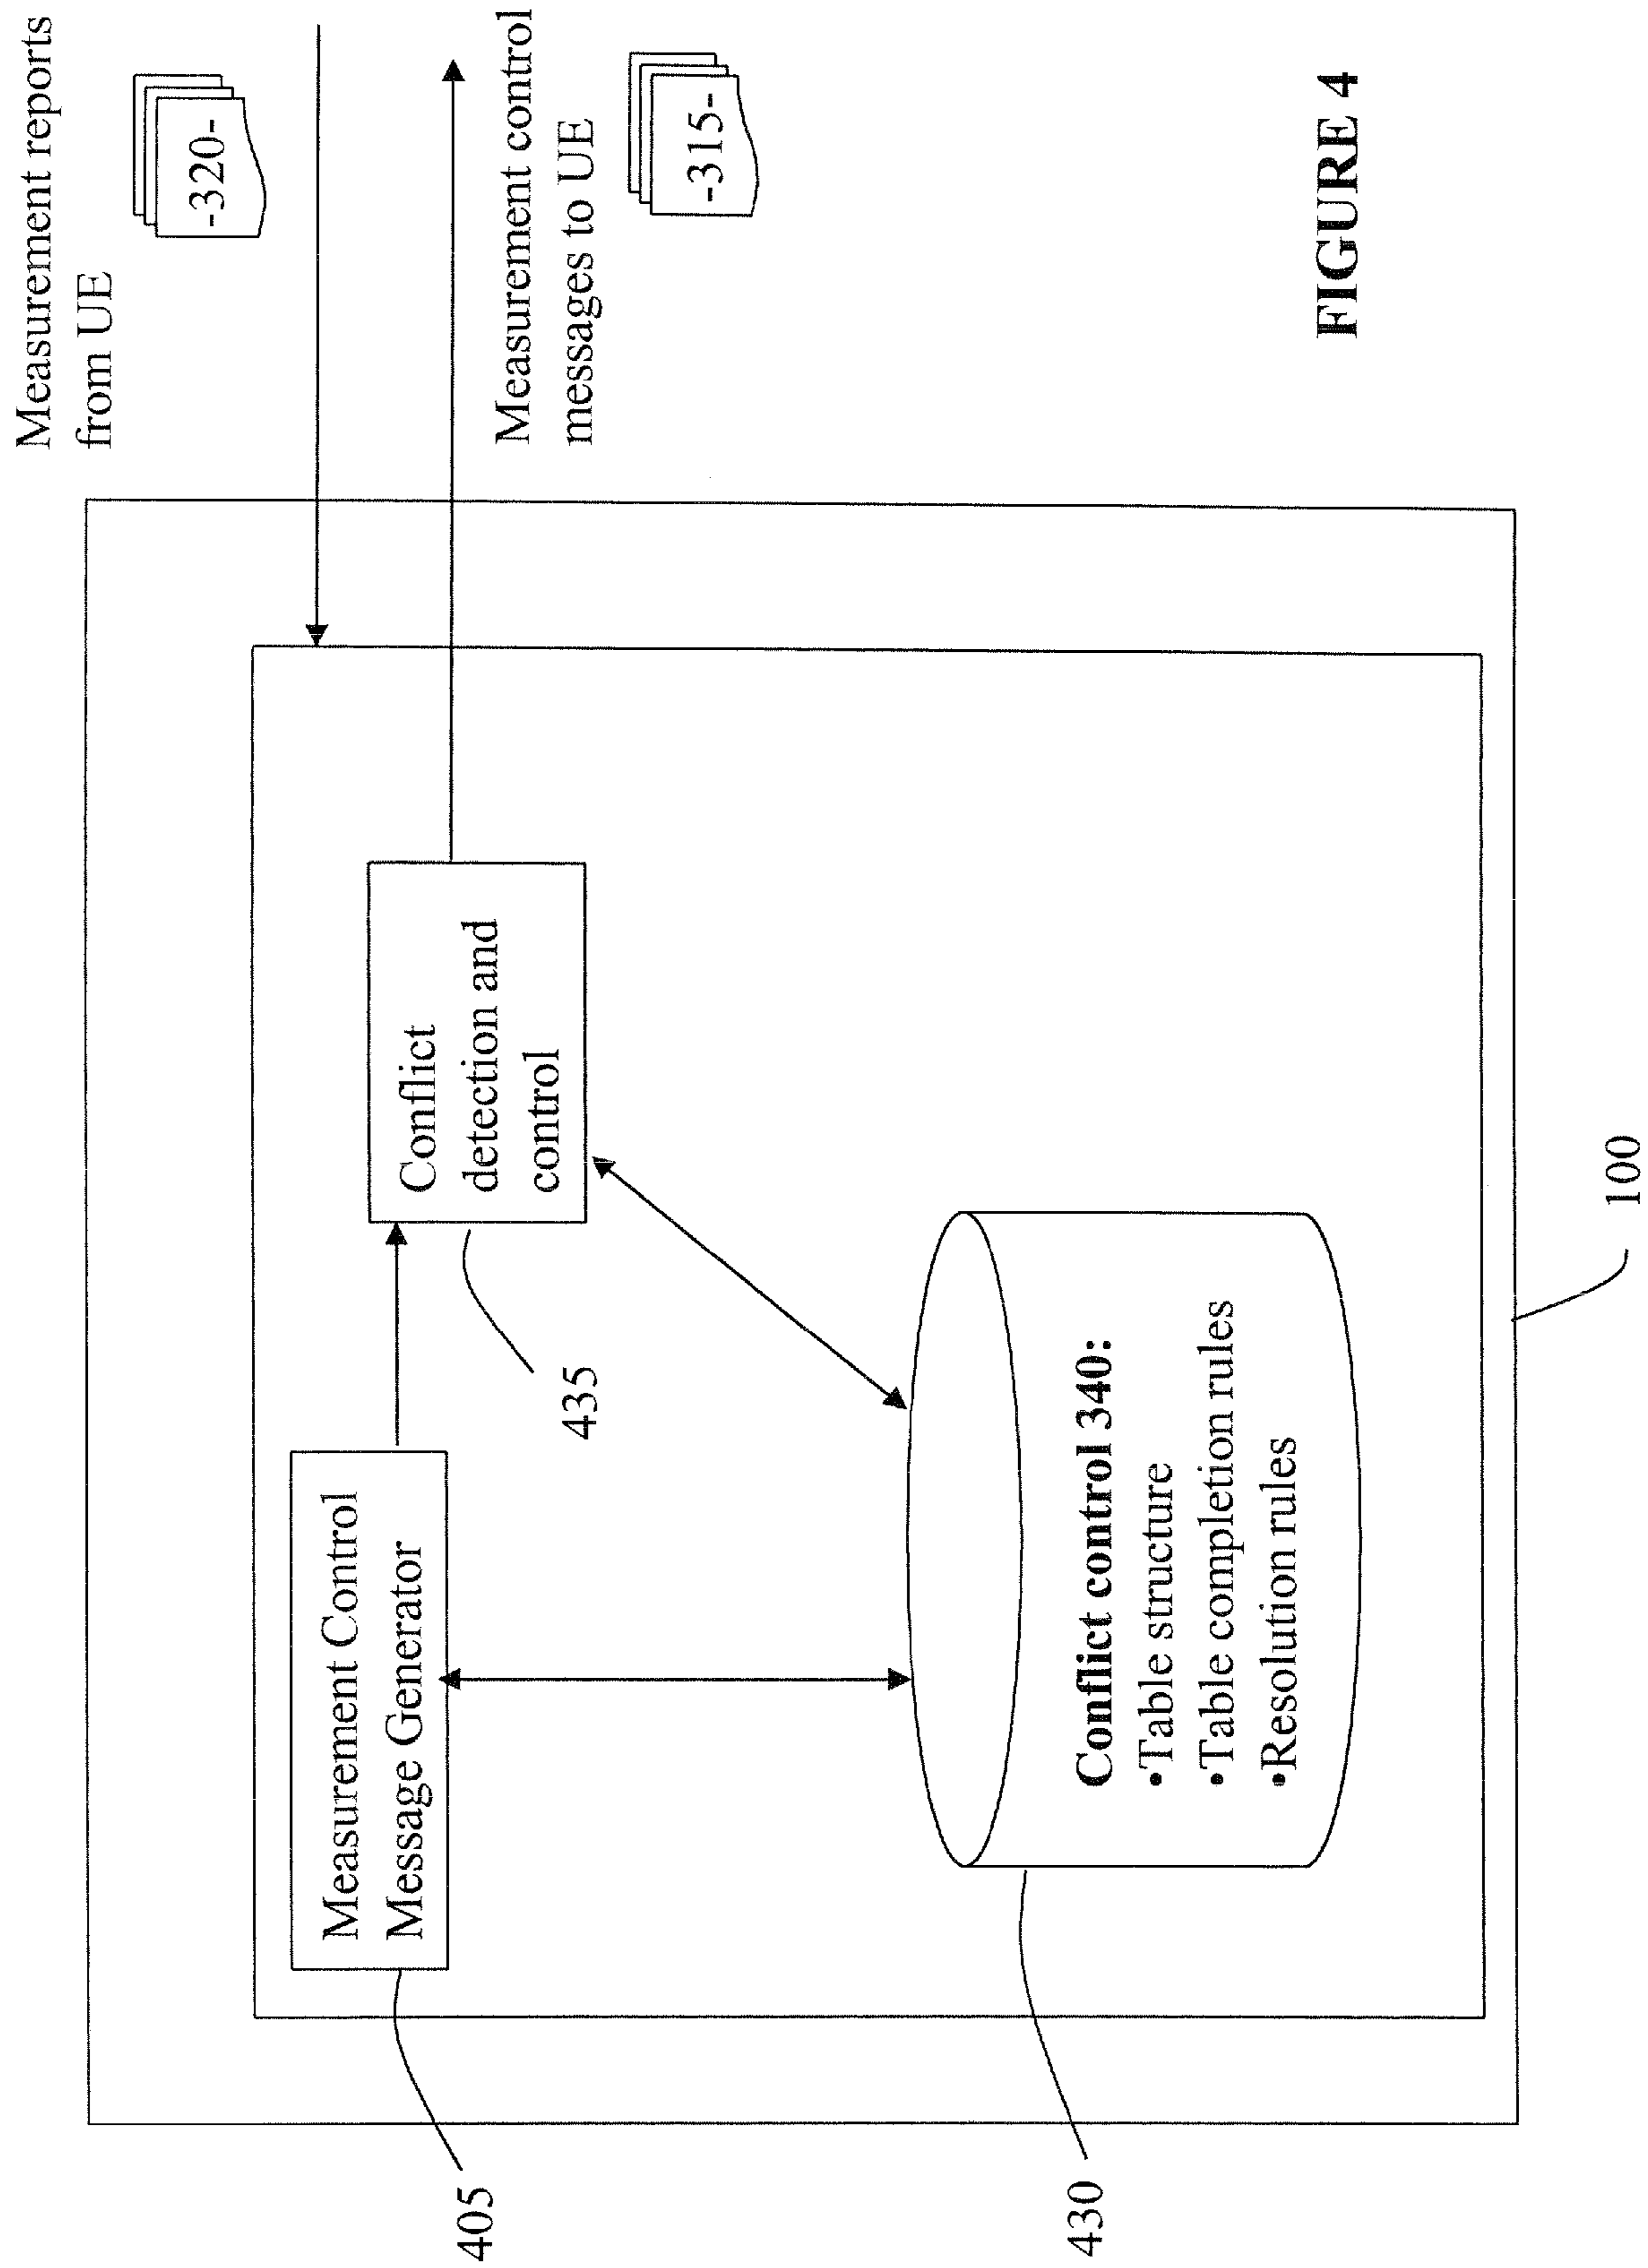 Measurement reports
from UE
-320-
Measurement control
messages to UE
-315-
Measurement Control
Message Generator
Conflict
detection and
control
435
405
Conflict control 340:
•Table structure
•Table completion rules
•Resolution rules
430
100
FIGURE 4